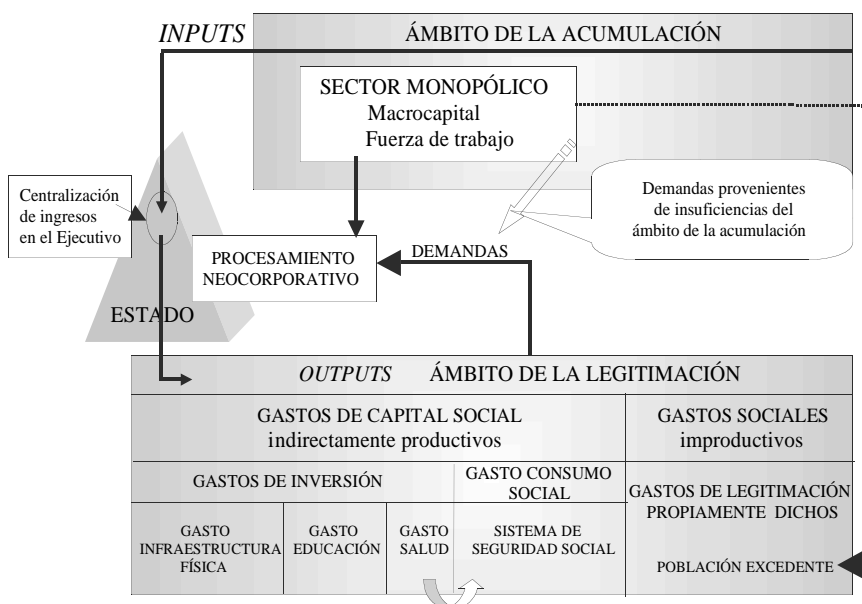 INPUTS
ÁMBITO DE LA ACUMULACIÓN
SECTOR MONOPÓLICO
Macrocapital
Fuerza de trabajo
Centralización
de ingresos
en el Ejecutivo
Demandas provenientes
de insuficiencias del
ámbito de la acumulación
PROCESAMIENTO
NEOCORPORATIVO
DEMANDAS
ESTADO
OUTPUTS ÁMBITO DE LA LEGITIMACIÓN
GASTOS DE CAPITAL SOCIAL
indirectamente productivos
GASTOS SOCIALES
improductivos
GASTOS DE INVERSIÓN
GASTO CONSUMO
SOCIAL
GASTOS DE LEGITIMACIÓN
PROPIAMENTE DICHOS
GASTO
INFRAESTRUCTURA
FÍSICA
GASTO
EDUCACIÓN
GASTO
SALUD
SISTEMA DE
SEGURIDAD SOCIAL
POBLACIÓN EXCEDENTE